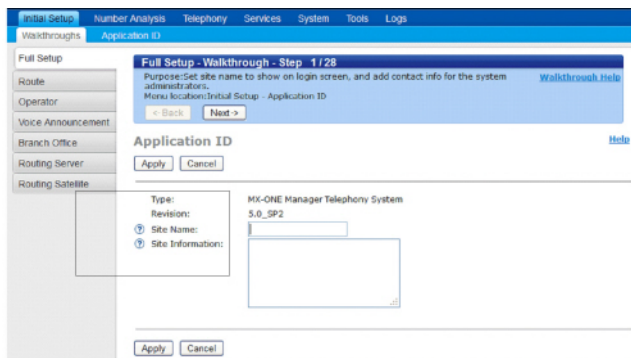 Initial Setup Number Analysis Telephony Services System Tools Logs
Walkthroughs Application ID
Full Setup
Route
Operator
Voice Announcement
Branch Office
Routing Server
Routing Satellite
Full Setup - Walkthrough - Step 1 / 28
Purpose:Set site name to show on login screen, and add contact info for the system
administrators.
Menu location:Initial Setup - Application ID
Walkthrough Help
<- Back Next ->
Application ID
Help
Apply Cancel
Type: MX-ONE Manager Telephony System
Revision: 5.0_SP2
? Site Name:
? Site Information:
Apply Cancel